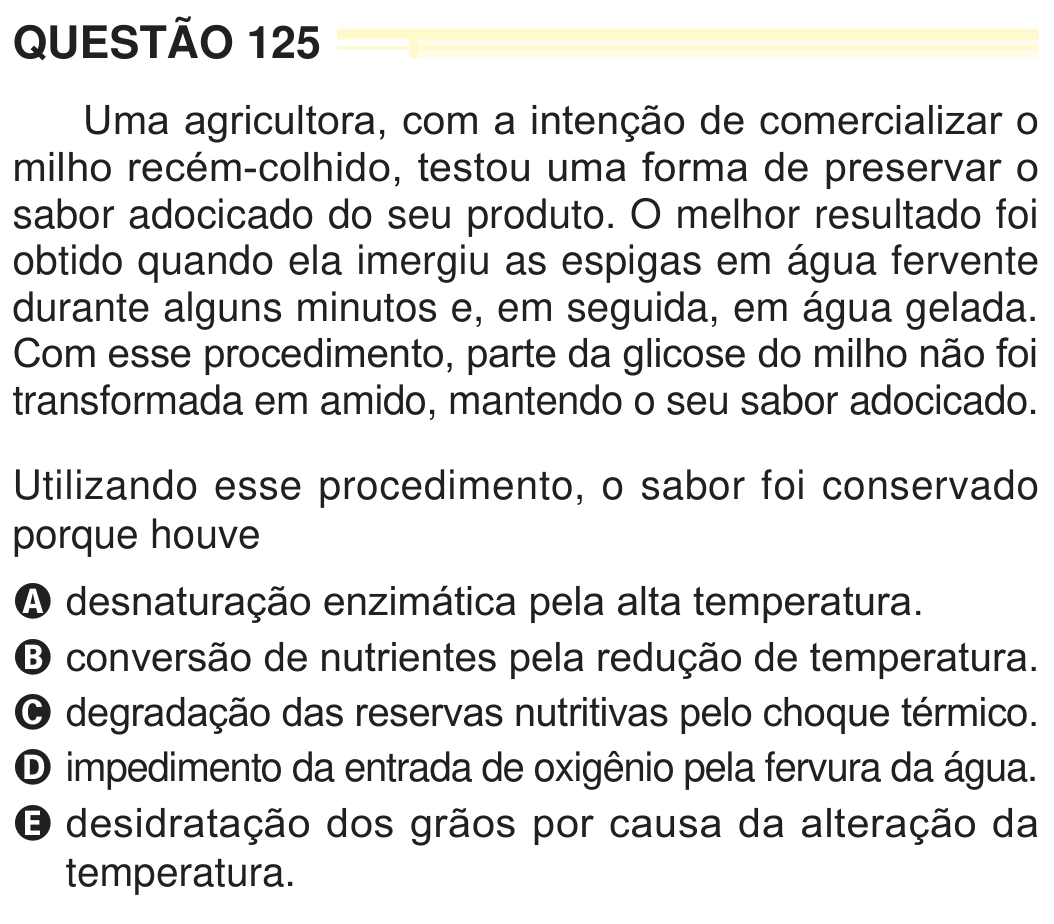 QUESTÃO 125
Uma agricultora, com a intenção de comercializar o
milho recém-colhido, testou uma forma de preservar o
sabor adocicado do seu produto. O melhor resultado foi
obtido quando ela imergiu as espigas em água fervente
durante alguns minutos e, em seguida, em água gelada.
Com esse procedimento, parte da glicose do milho não foi
transformada em amido, mantendo o seu sabor adocicado.
Utilizando esse procedimento, o sabor foi conservado
porque houve
A desnaturação enzimática pela alta temperatura.
B conversão de nutrientes pela redução de temperatura.
C degradação das reservas nutritivas pelo choque térmico.
D impedimento da entrada de oxigênio pela fervura da água.
E desidratação dos grãos por causa da alteração da
temperatura.